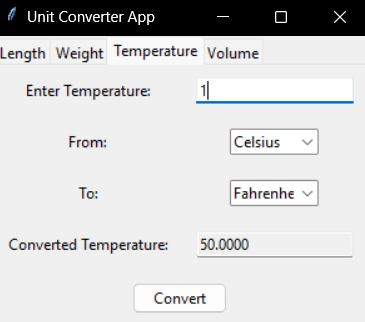 Unit Converter App
Length Weight Temperature Volume
Enter Temperature: 1
From: Celsius
To: Fahrenhe
Converted Temperature: 50.0000
Convert